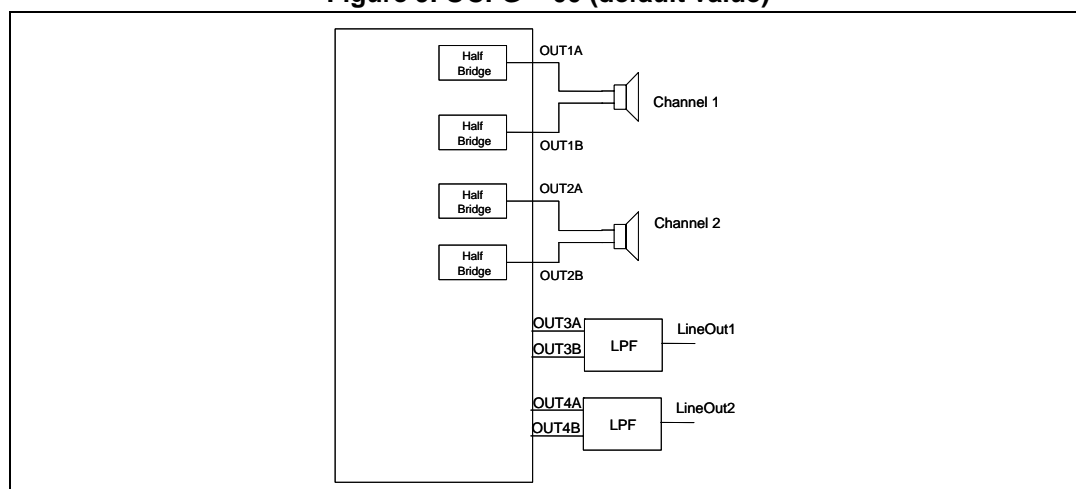 Half
Bridge
OUT1A
Channel 1
Half
Bridge
OUT1B
Half
Bridge
OUT2A
Channel 2
Half
Bridge
OUT2B
OUT3A
OUT3B
LPF
LineOut1
OUT4A
OUT4B
LPF
LineOut2